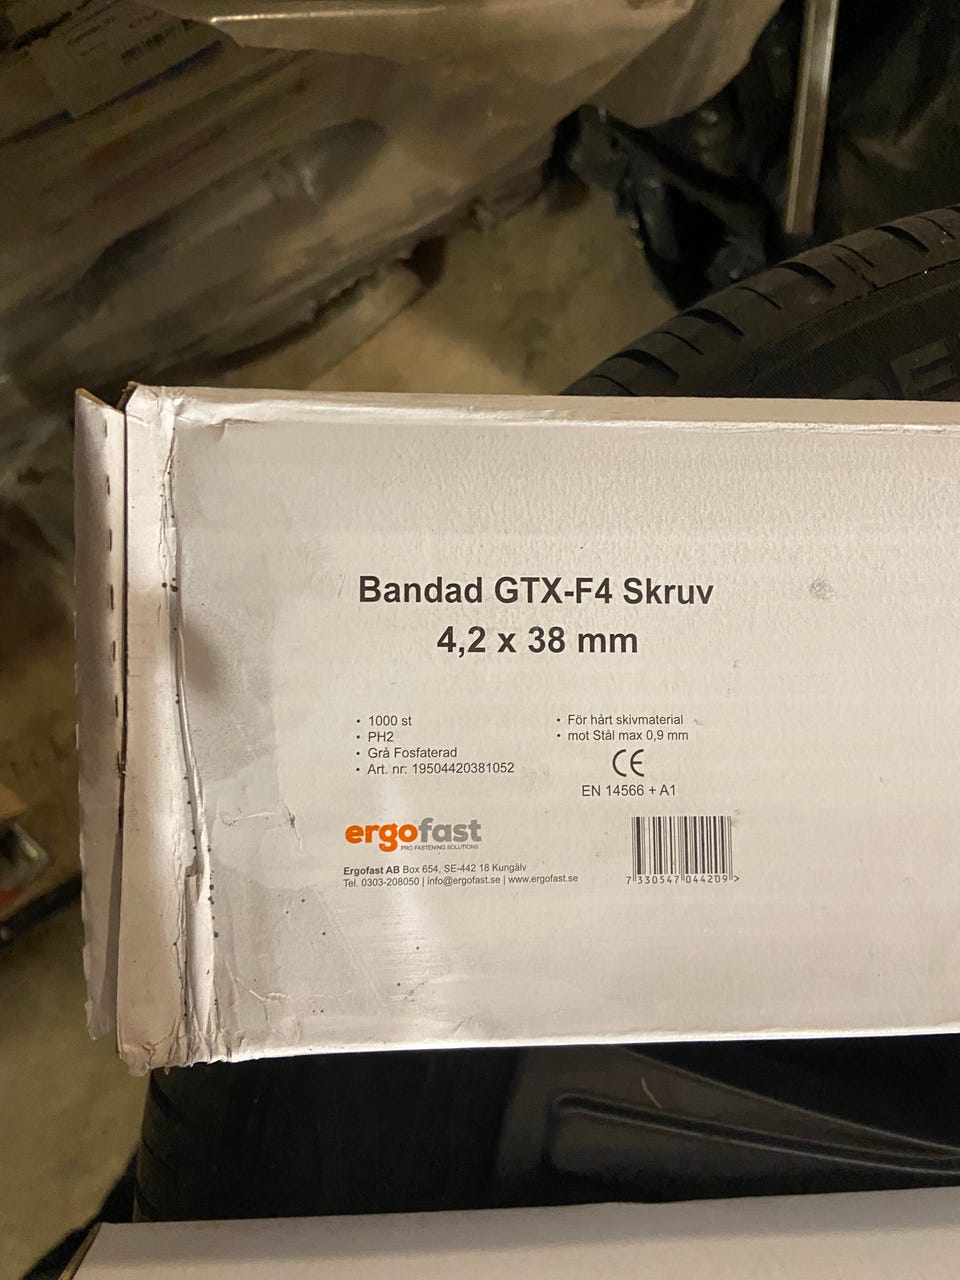 Bandad GTX-F4 Skruv
4,2 x 38 mm
• 1000 st
• PH2
• Grå Fosfaterad
• Art. nr: 19504420381052
• För hårt skivmaterial
• mot Stål max 0,9 mm
CE
EN 14566 + A1
ergofast
PRO FASTENING SOLUTIONS
Ergofast AB Box 654, SE-442 18 Kungälv
Tel. 0303-208050 | info@ergofast.se | www.ergofast.se
7 330547 044209 >